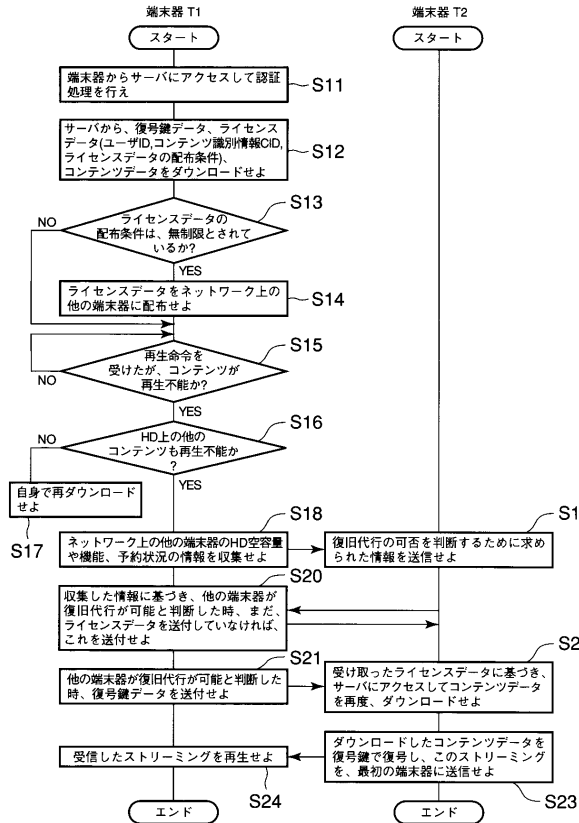 端末器 T1
端末器 T2
スタート
スタート
端末器からサーバにアクセスして認証
処理を行え
S11
サーバから、復号鍵データ、ライセンス
データ(ユーザID,コンテンツ識別情報CID,
ライセンスデータの配布条件)、
コンテンツデータをダウンロードせよ
S12
S13
ライセンスデータの
配布条件は、無制限とされて
いるか?
NO
YES
ライセンスデータをネットワーク上の
他の端末器に配布せよ
S14
S15
再生命令を
受けたが、コンテンツが
再生不能か?
NO
YES
S16
HD上の他の
コンテンツも再生不能か
?
NO
YES
自身で再ダウンロード
せよ
S17
S18
ネットワーク上の他の端末器のHD空容量
や機能、予約状況の情報を収集せよ
S1
復旧代行の可否を判断するために求め
られた情報を送信せよ
S20
収集した情報に基づき、他の端末器が
復旧代行が可能と判断した時、まだ、
ライセンスデータを送付していなければ、
これを送付せよ
S21
他の端末器が復旧代行が可能と判断した
時、復号鍵データを送付せよ
S2
受け取ったライセンスデータに基づき、
サーバにアクセスしてコンテンツデータ
を再度、ダウンロードせよ
受信したストリーミングを再生せよ
S24
ダウンロードしたコンテンツデータを
復号鍵で復号し、このストリーミング
を、最初の端末器に送信せよ
S23
エンド
エンド